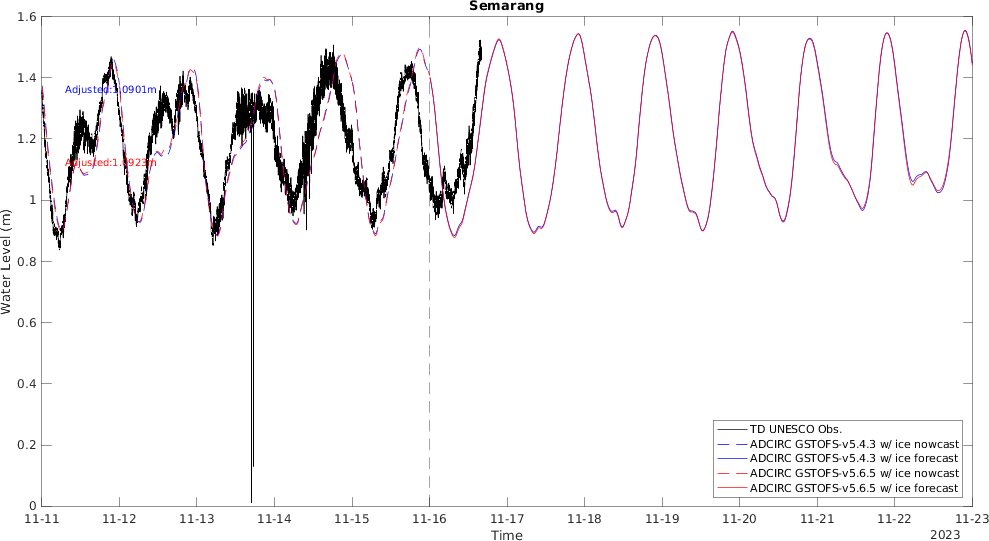 Semarang
1.6
1.4
1.2
1
0.8
0.6
0.4
0.2
0
Water Level (m)
Adjusted:1.0901m
Adjusted:1.0923m
TD UNESCO Obs.
ADCIRC GSTOFS-v5.4.3 w/ ice nowcast
ADCIRC GSTOFS-v5.4.3 w/ ice forecast
ADCIRC GSTOFS-v5.6.5 w/ ice nowcast
ADCIRC GSTOFS-v5.6.5 w/ ice forecast
11-11 11-12 11-13 11-14 11-15 11-16 11-17 11-18 11-19 11-20 11-21 11-22 11-23
Time
2023